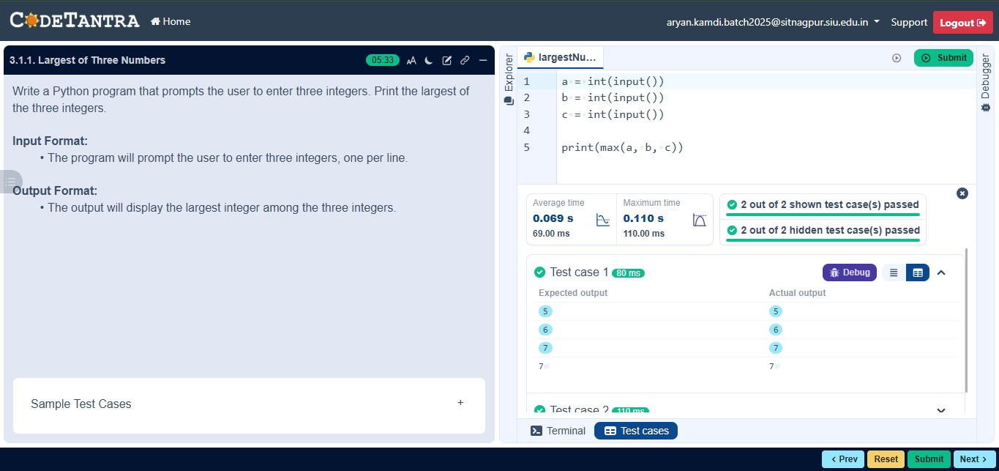 CODETANTRA Home
aryan.kamdi.batch2025@sitnagpur.siu.edu.in Support Logout
3.1.1. Largest of Three Numbers 05:33 AA
Write a Python program that prompts the user to enter three integers. Print the largest of
the three integers.
Input Format:
• The program will prompt the user to enter three integers, one per line.
Output Format:
• The output will display the largest integer among the three integers.
Sample Test Cases +
Explorer
largestNu...
Submit
Debugger
1 a = int(input())
2 b = int(input())
3 c = int(input())
4
5 print(max(a, b, c))
Average time
0.069 s
69.00 ms
Maximum time
0.110 s
110.00 ms
2 out of 2 shown test case(s) passed
2 out of 2 hidden test case(s) passed
Test case 1 80 ms Debug
Expected output Actual output
5 5
6 6
7 7
7 7
Test case 2 110 ms
Terminal Test cases
< Prev Reset Submit Next >